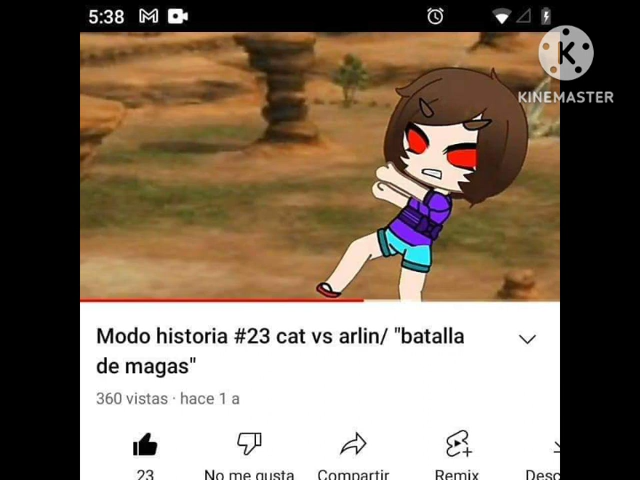 5:38
K
KINEMASTER
Modo historia #23 cat vs arlin/ "batalla
de magas"
360 vistas · hace 1 a
23 No me gusta Compartir Remix Desc